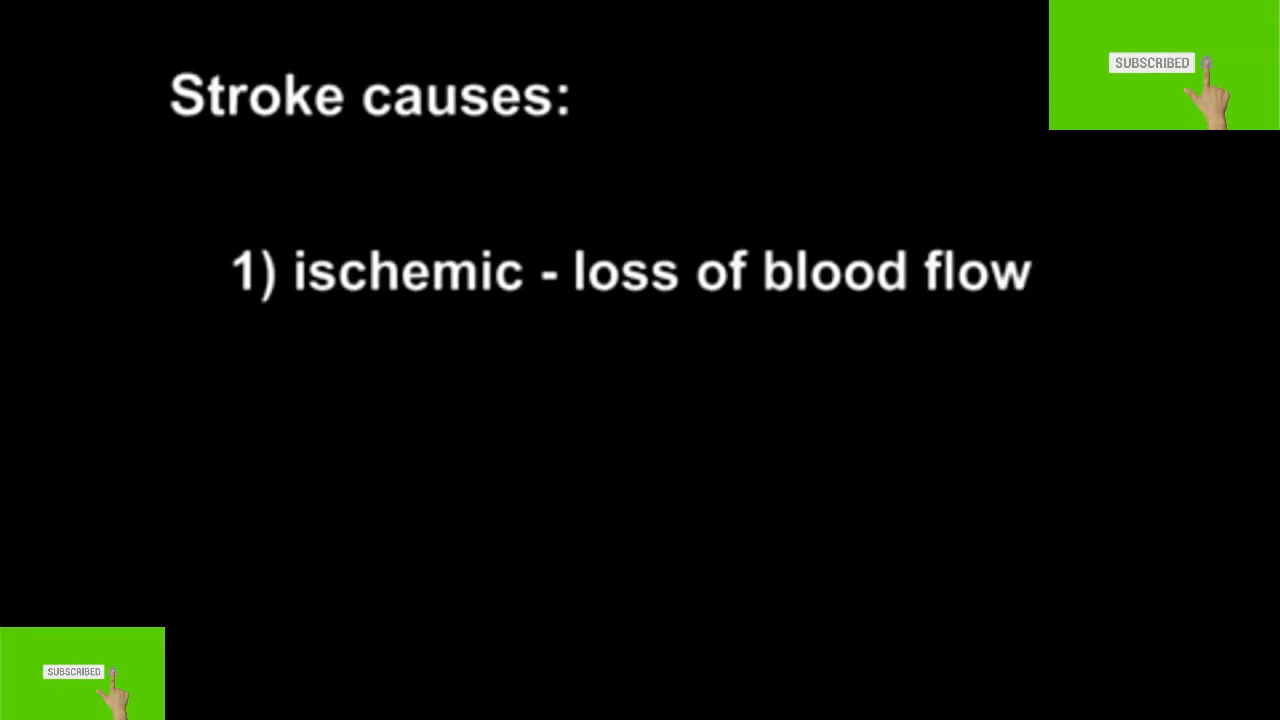 Stroke causes:
SUBSCRIBED
1) ischemic - loss of blood flow
SUBSCRIBED